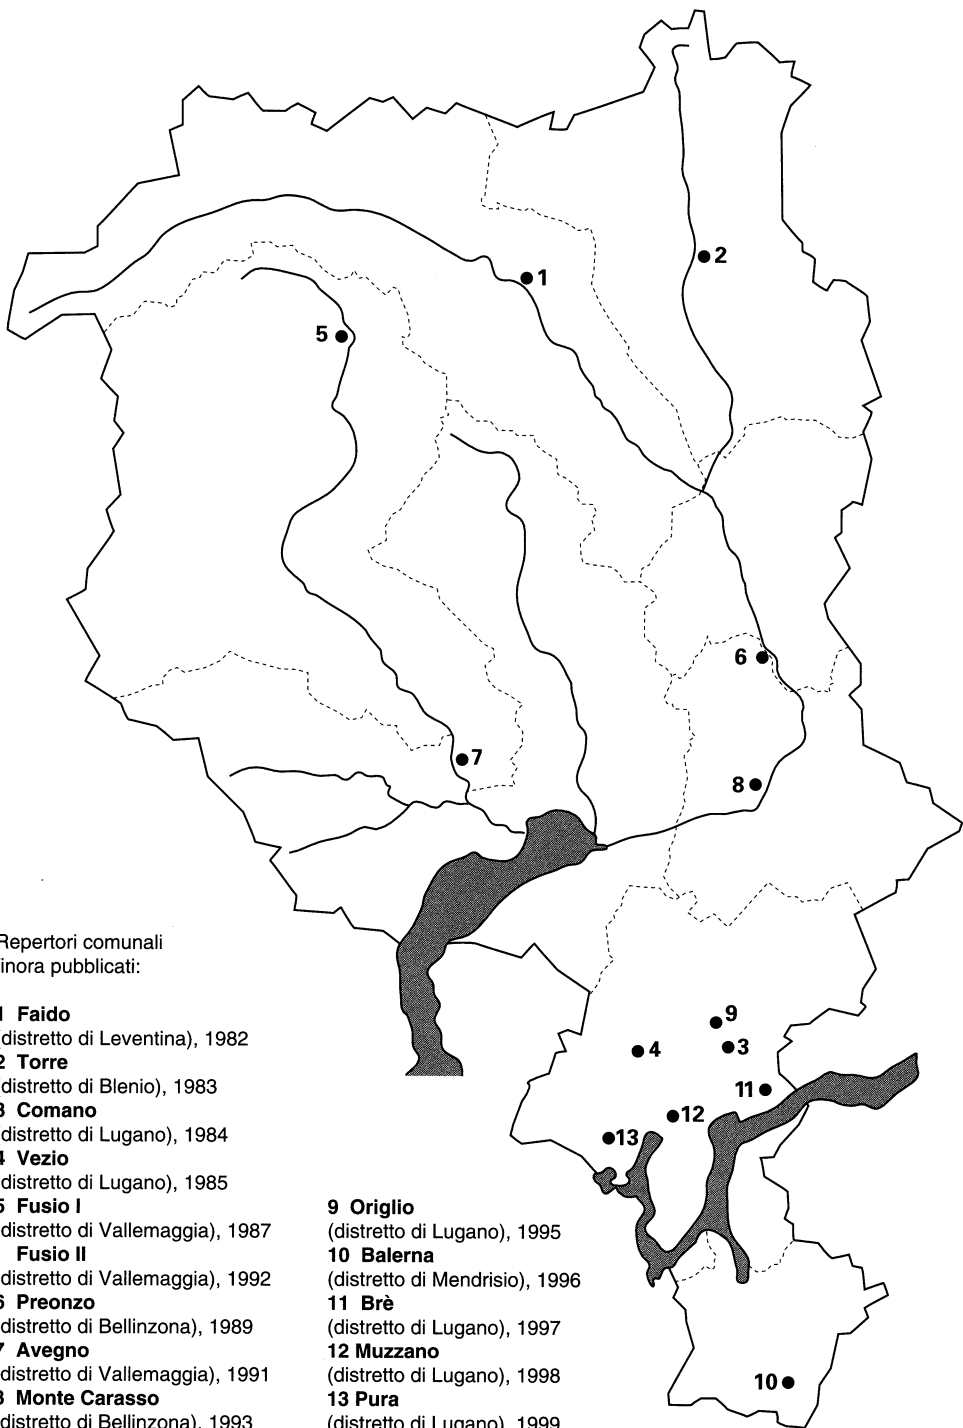 1
2
5
6
7
8
9
4
3
11
12
13
10
Repertori comunali
finora pubblicati:
1 Faido
(distretto di Leventina), 1982
2 Torre
(distretto di Blenio), 1983
3 Comano
(distretto di Lugano), 1984
4 Vezio
(distretto di Lugano), 1985
5 Fusio I
(distretto di Vallemaggia), 1987
Fusio II
(distretto di Vallemaggia), 1992
6 Preonzo
(distretto di Bellinzona), 1989
7 Avegno
(distretto di Vallemaggia), 1991
8 Monte Carasso
(distretto di Bellinzona), 1993
9 Origlio
(distretto di Lugano), 1995
10 Balerna
(distretto di Mendrisio), 1996
11 Brè
(distretto di Lugano), 1997
12 Muzzano
(distretto di Lugano), 1998
13 Pura
(distretto di Lugano), 1999